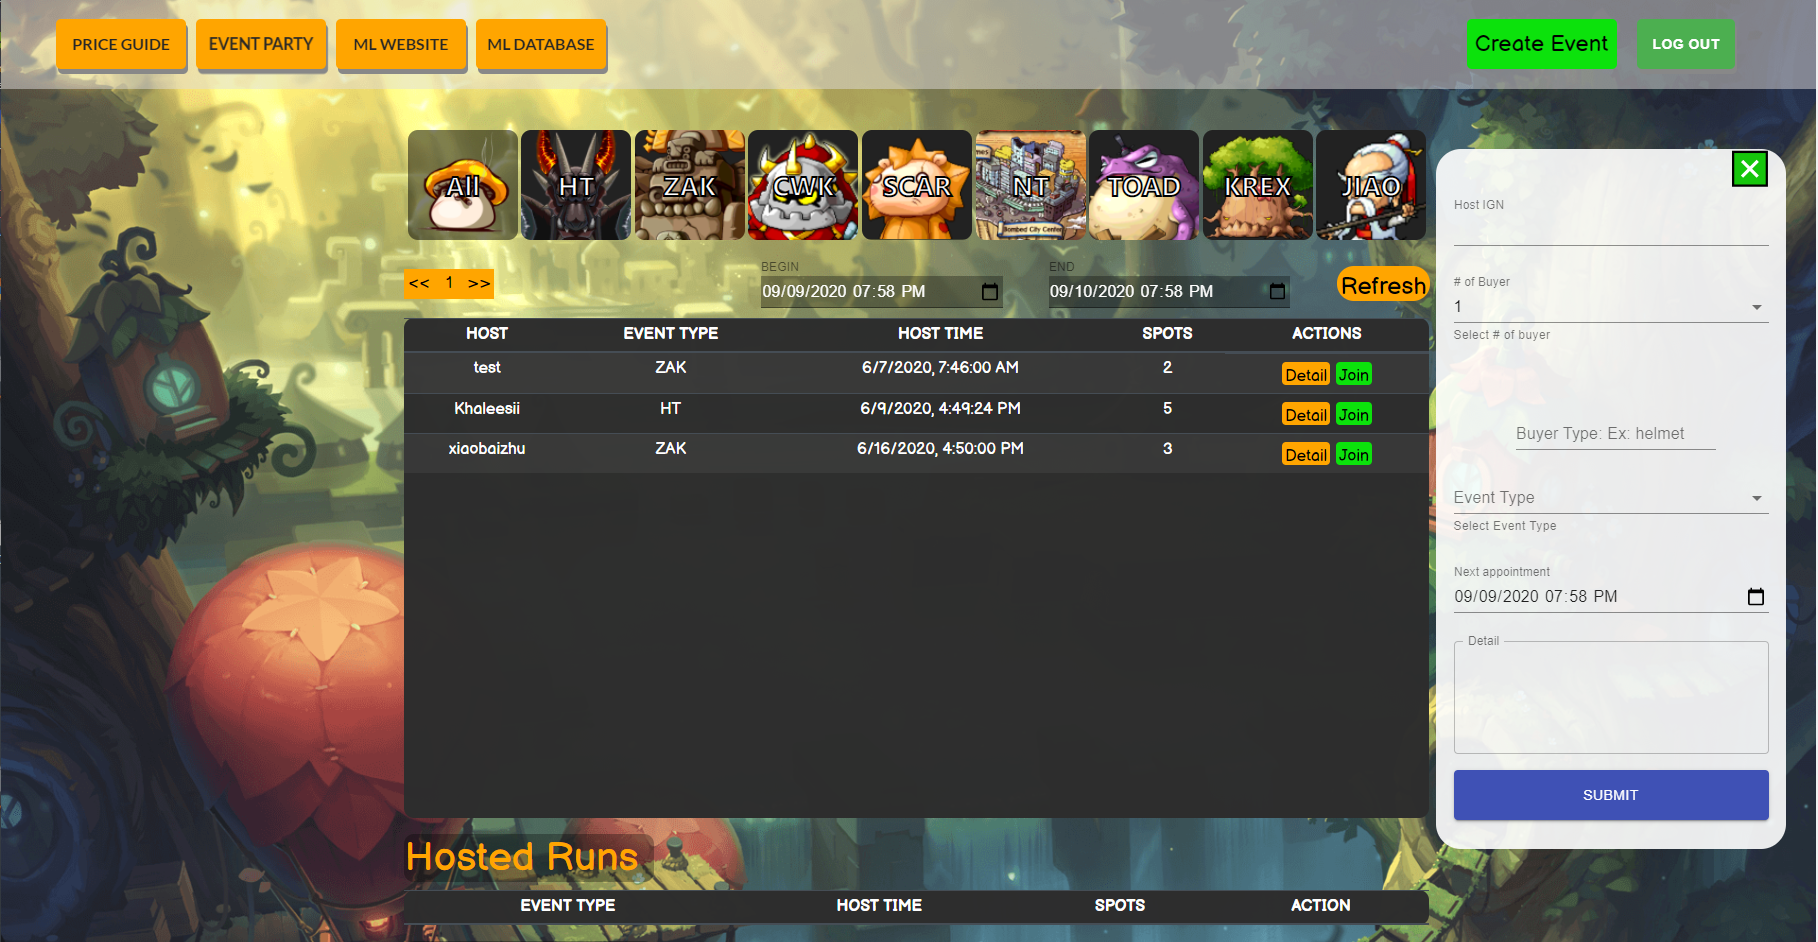 PRICE GUIDE EVENT PARTY ML WEBSITE ML DATABASE Create Event LOG OUT
All HT ZAK CWK SCAR NT TOAD KREX JIAO
Bombed City Center
<< 1 >>
BEGIN
09/09/2020 07:58 PM
END
09/10/2020 07:58 PM
Refresh
HOST EVENT TYPE HOST TIME SPOTS ACTIONS
test ZAK 6/7/2020, 7:46:00 AM 2 Detail Join
Khaleesii HT 6/9/2020, 4:49:24 PM 5 Detail Join
xiaobaizhu ZAK 6/16/2020, 4:50:00 PM 3 Detail Join
Hosted Runs
EVENT TYPE HOST TIME SPOTS ACTION
Host IGN
# of Buyer
1
Select # of buyer
Buyer Type: Ex: helmet
Event Type
Select Event Type
Next appointment
09/09/2020 07:58 PM
Detail
SUBMIT